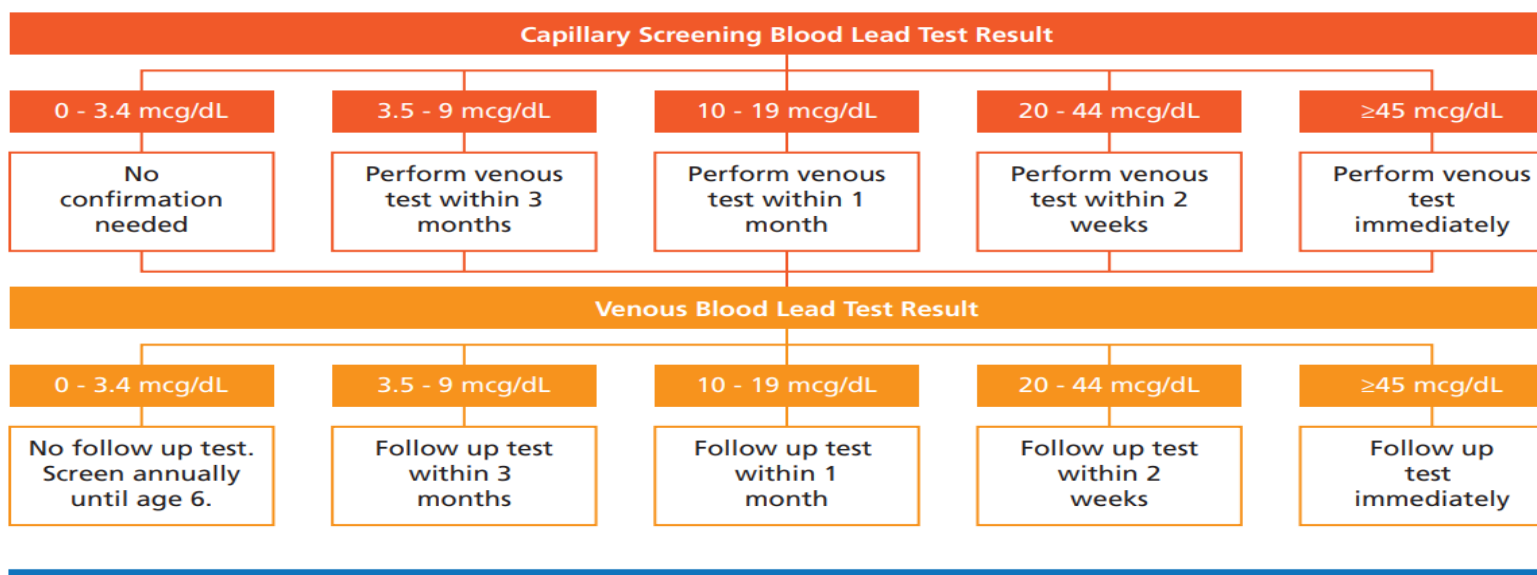 Capillary Screening Blood Lead Test Result
0 - 3.4 mcg/dL
3.5 - 9 mcg/dL
10 - 19 mcg/dL
20 - 44 mcg/dL
≥45 mcg/dL
No
confirmation
needed
Perform venous
test within 3
months
Perform venous
test within 1
month
Perform venous
test within 2
weeks
Perform venous
test
immediately
Venous Blood Lead Test Result
0 - 3.4 mcg/dL
3.5 - 9 mcg/dL
10 - 19 mcg/dL
20 - 44 mcg/dL
≥45 mcg/dL
No follow up test.
Screen annually
until age 6.
Follow up test
within 3
months
Follow up test
within 1
month
Follow up test
within 2
weeks
Follow up
test
immediately